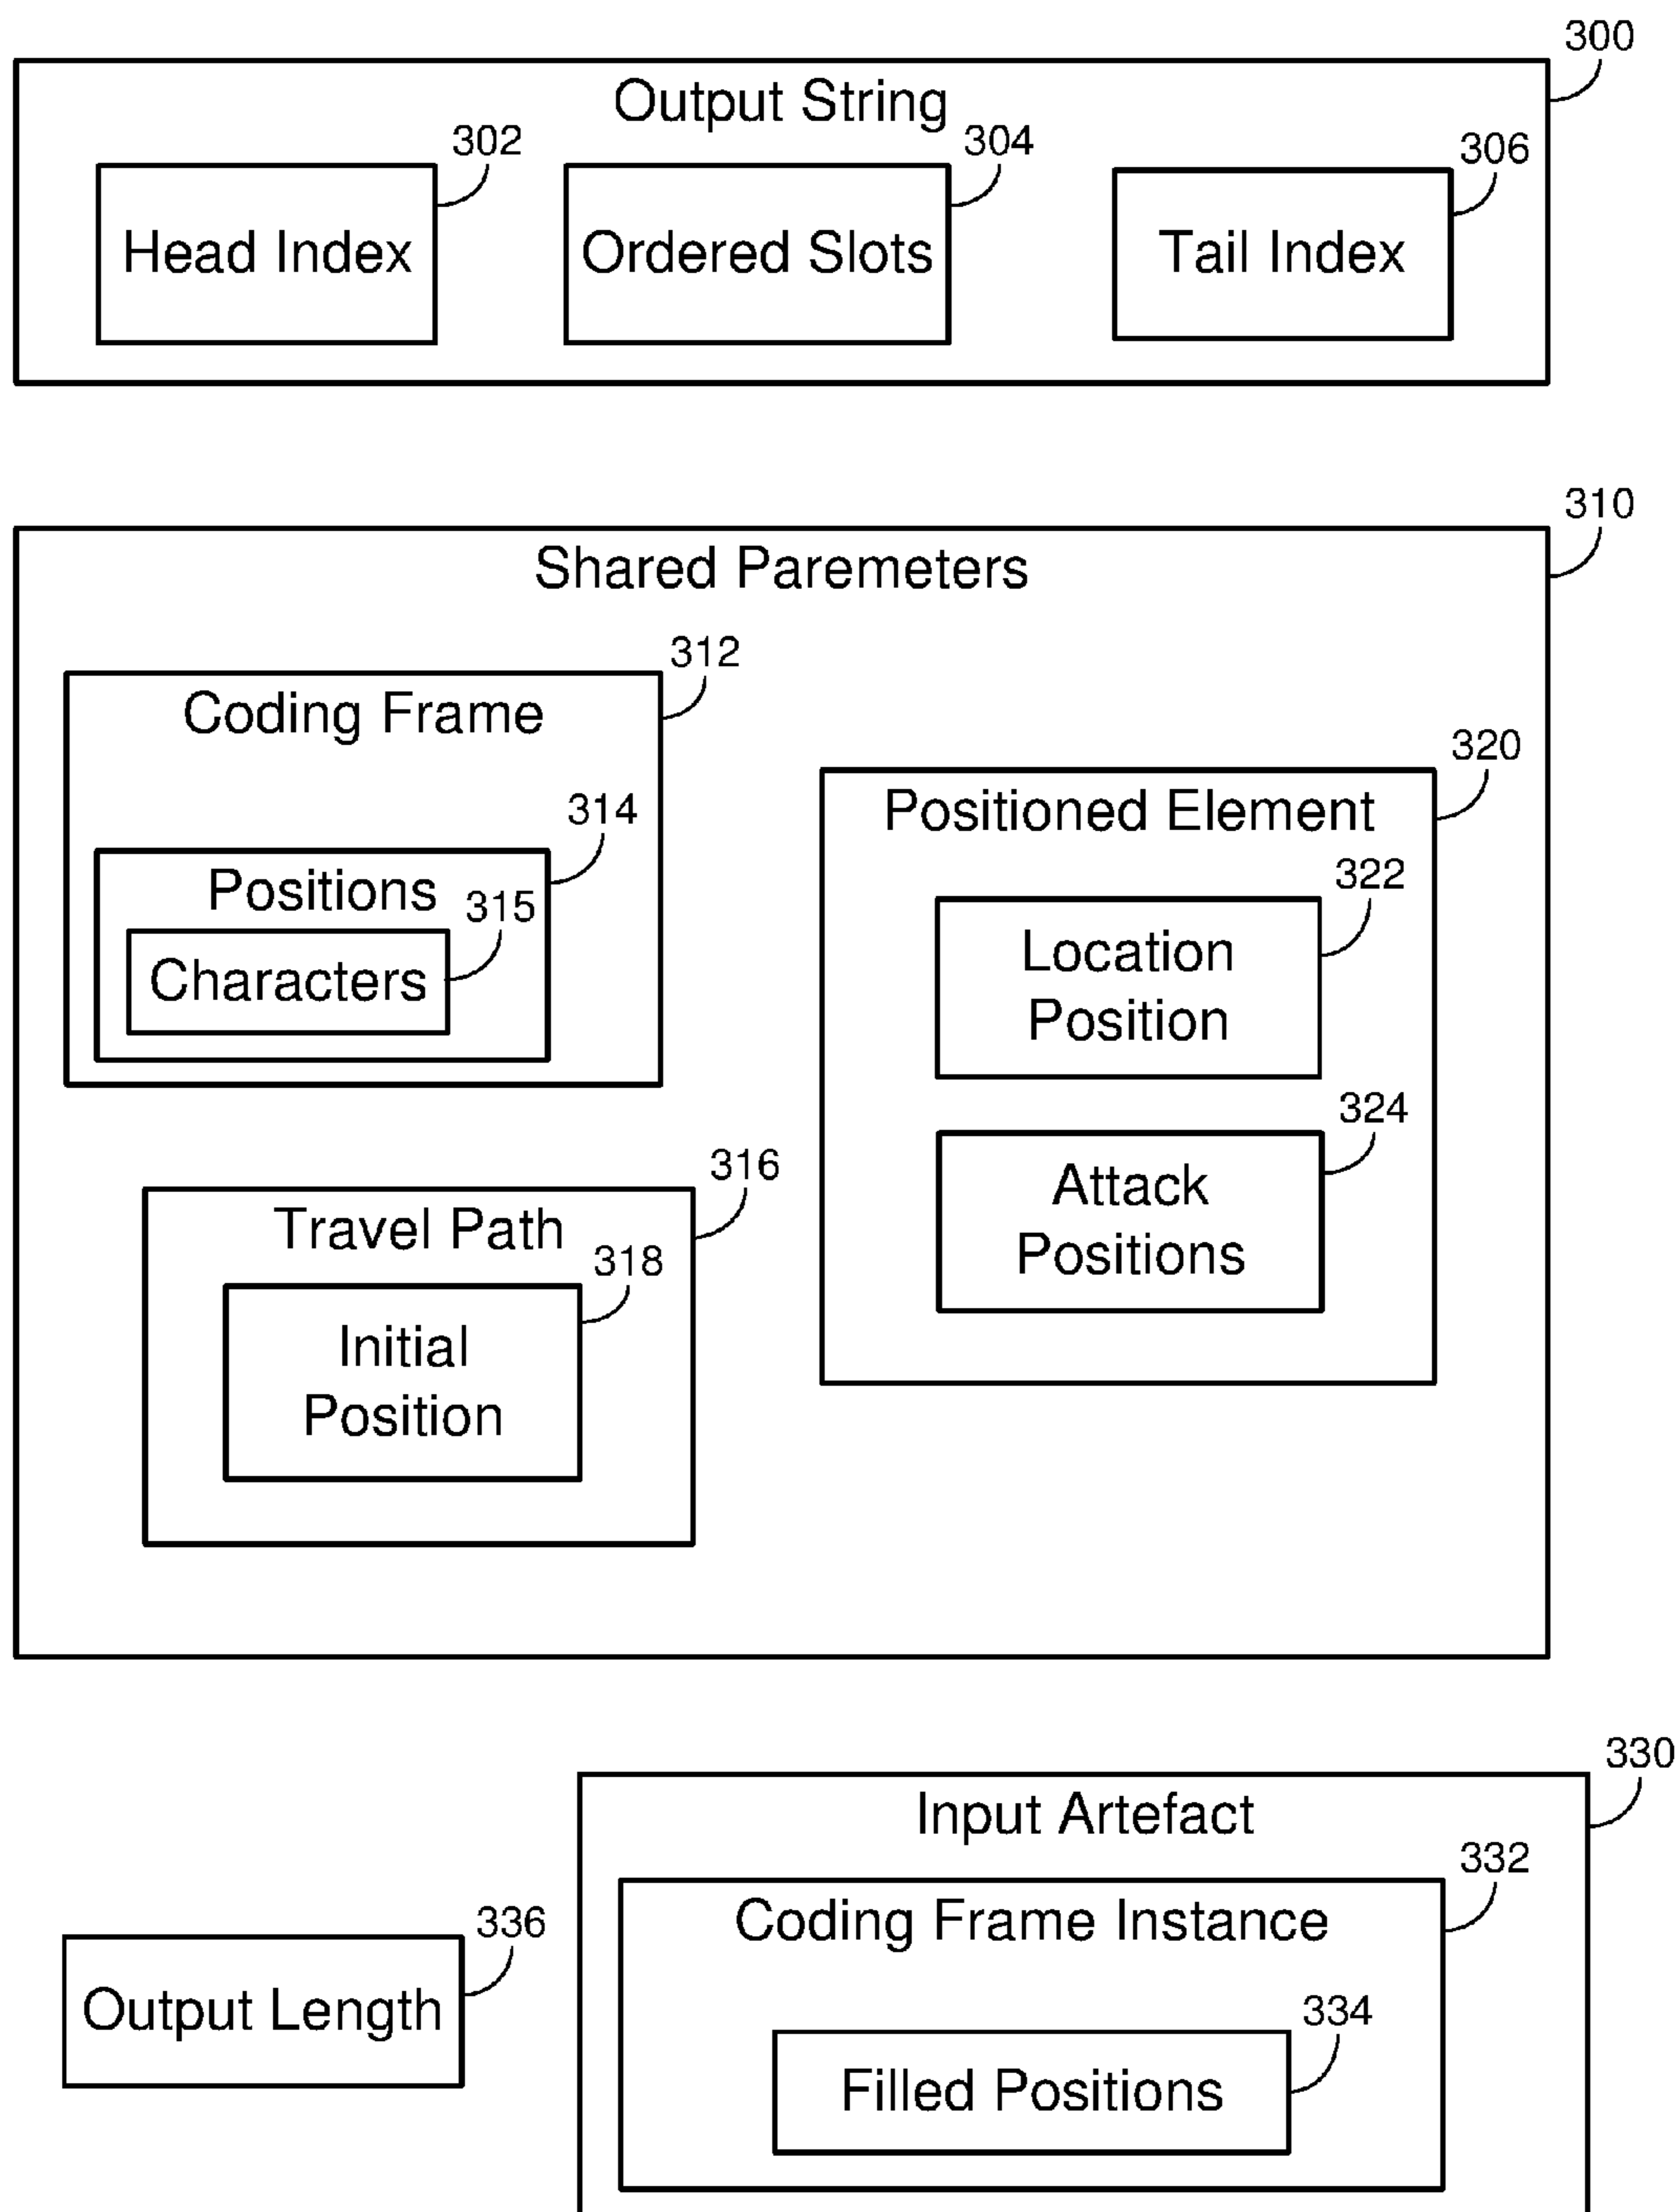 300
Output String
302
304
306
Head Index
Ordered Slots
Tail Index
310
Shared Paremeters
312
Coding Frame
314
Positions
315
Characters
320
Positioned Element
322
Location
Position
324
Attack
Positions
316
Travel Path
318
Initial
Position
330
Input Artefact
332
Coding Frame Instance
336
Output Length
334
Filled Positions